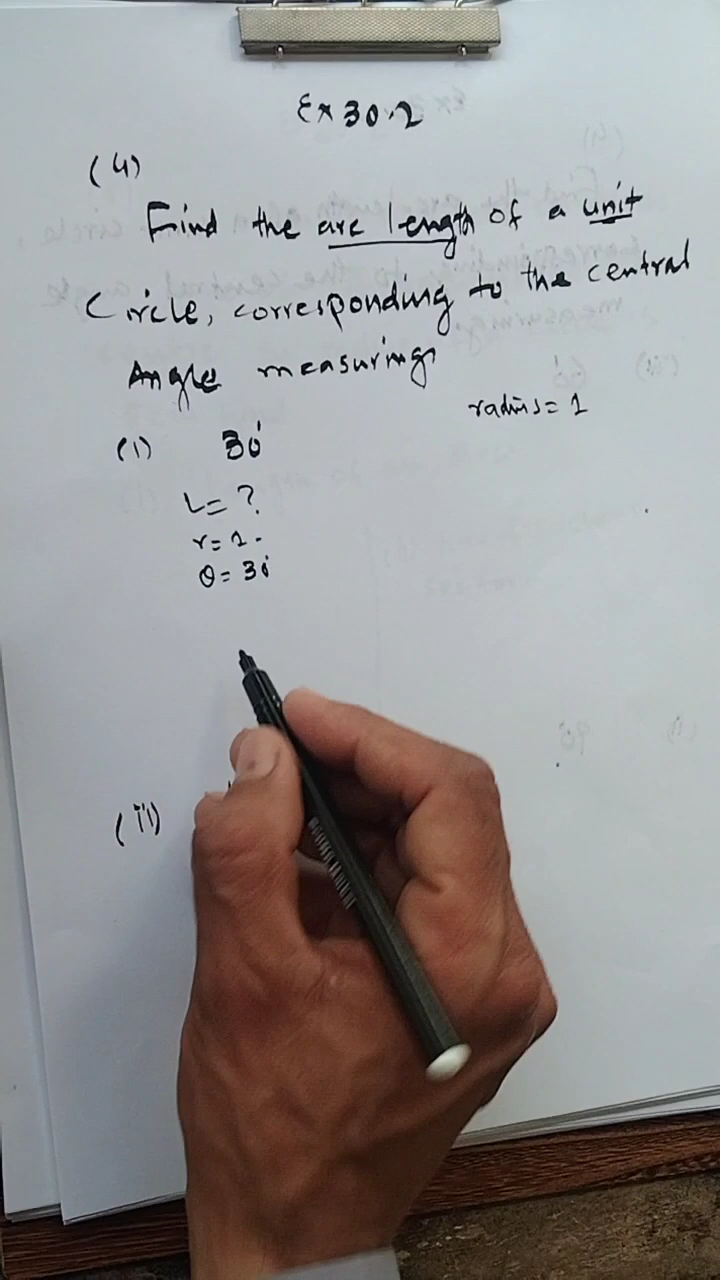 Ex 30.2
(4)
Find the arc length of a unit
Circle, corresponding to the central
Angle measuring
radius = 1
(i) 30°
L = ?
r = 1.
θ = 30°
(ii)